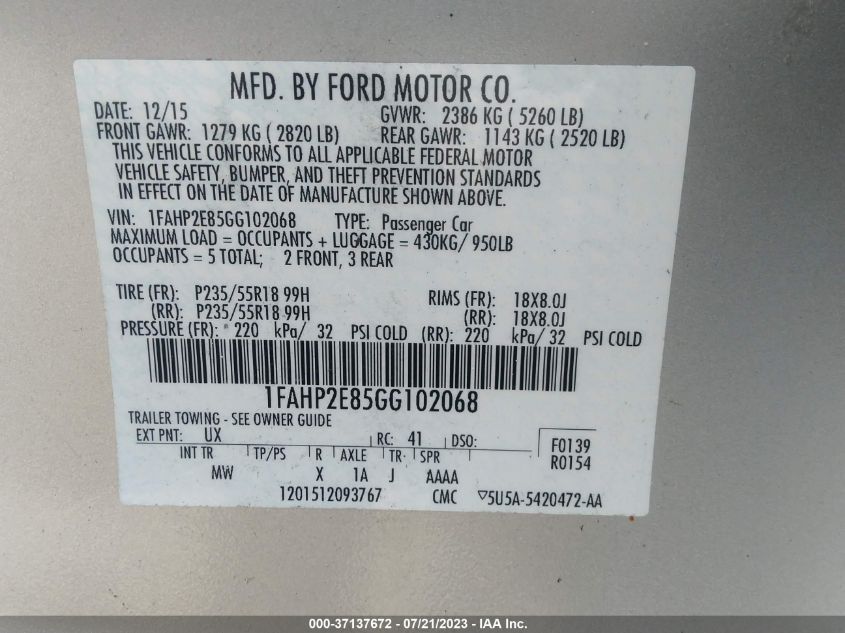 MFD. BY FORD MOTOR CO.
DATE: 12/15 GVWR: 2386 KG ( 5260 LB)
FRONT GAWR: 1279 KG ( 2820 LB) REAR GAWR: 1143 KG ( 2520 LB)
THIS VEHICLE CONFORMS TO ALL APPLICABLE FEDERAL MOTOR
VEHICLE SAFETY, BUMPER, AND THEFT PREVENTION STANDARDS
IN EFFECT ON THE DATE OF MANUFACTURE SHOWN ABOVE.
VIN: 1FAHP2E85GG102068 TYPE: Passenger Car
MAXIMUM LOAD = OCCUPANTS + LUGGAGE = 430KG/ 950LB
OCCUPANTS = 5 TOTAL; 2 FRONT, 3 REAR
TIRE (FR): P235/55R18 99H RIMS (FR): 18X8.0J
(RR): P235/55R18 99H (RR): 18X8.0J
PRESSURE (FR): 220 kPa/ 32 PSI COLD (RR): 220 kPa/ 32 PSI COLD
1FAHP2E85GG102068
TRAILER TOWING - SEE OWNER GUIDE
EXT PNT: UX RC: 41 DSO: F0139
INT TR TP/PS R AXLE TR SPR R0154
MW X 1A J AAAA
1201512093767 CMC ▽5U5A-5420472-AA
000-37137672 / 07/21/2023 - IAA Inc.